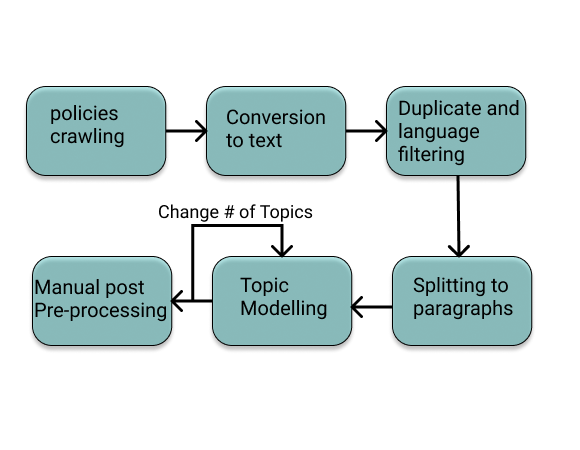 policies
crawling
Conversion
to text
Duplicate and
language
filtering
Change # of Topics
Manual post
Pre-processing
Topic
Modelling
Splitting to
paragraphs